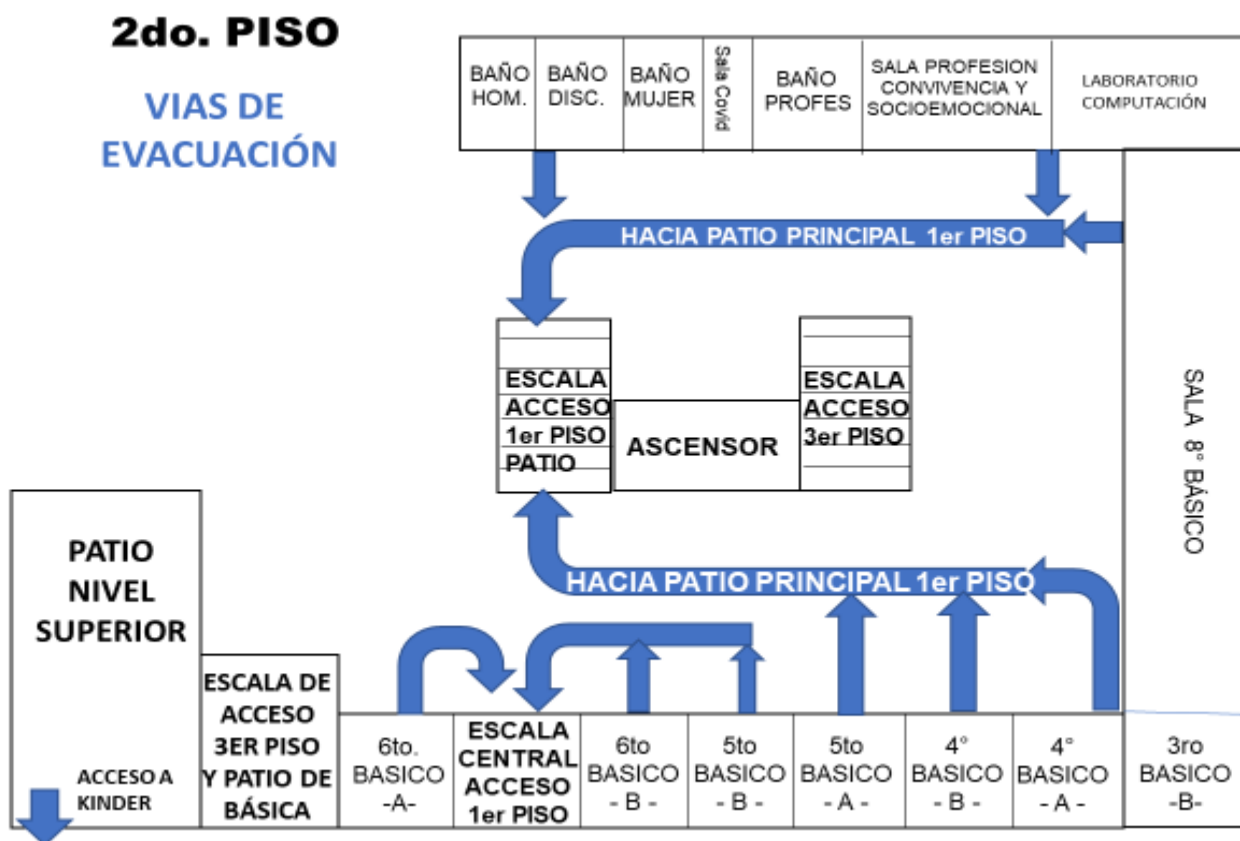 2do. PISO
VIAS DE
EVACUACIÓN
BAÑO
HOM.
BAÑO
DISC.
BAÑO
MUJER
Sala Covid
BAÑO
PROFES
SALA PROFESION
CONVIVENCIA Y
SOCIOEMOCIONAL
LABORATORIO
COMPUTACIÓN
HACIA PATIO PRINCIPAL 1er PISO
ESCALA
ACCESO
1er PISO
PATIO
ASCENSOR
ESCALA
ACCESO
3er PISO
SALA 8° BÁSICO
HACIA PATIO PRINCIPAL 1er PISO
PATIO
NIVEL
SUPERIOR
ACCESO A
KINDER
ESCALA DE
ACCESO
3ER PISO
Y PATIO DE
BÁSICA
6to.
BASICO
-A-
ESCALA
CENTRAL
ACCESO
1er PISO
6to
BASICO
- B -
5to
BASICO
- B -
5to
BASICO
- A -
4°
BASICO
- B -
4°
BASICO
- A -
3ro
BASICO
-B-